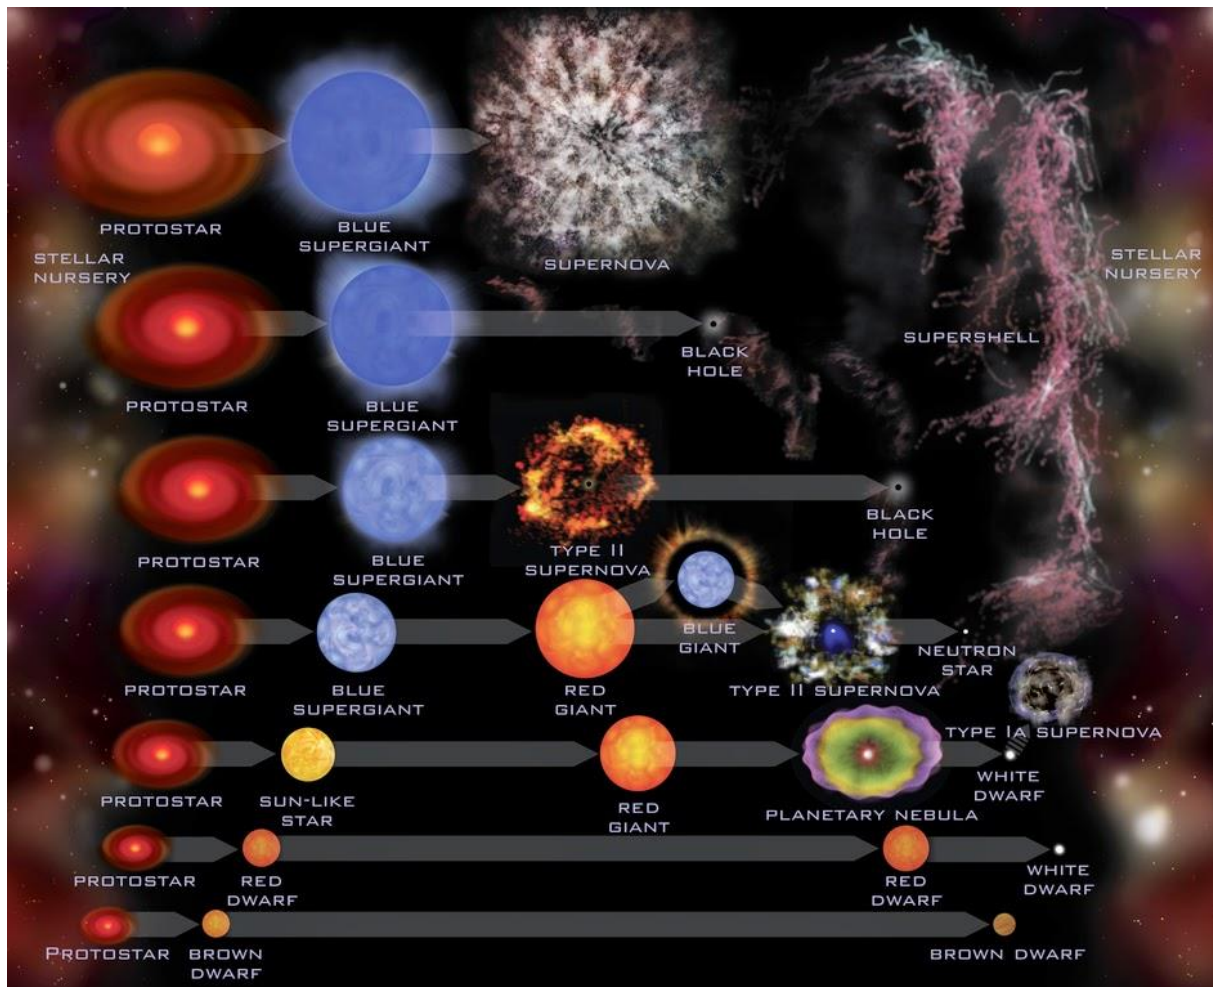 PROTOSTAR
BLUE
SUPERGIANT
SUPERNOVA
STELLAR
NURSERY
STELLAR
NURSERY
SUPERSHELL
PROTOSTAR
BLUE
SUPERGIANT
BLACK
HOLE
PROTOSTAR
BLUE
SUPERGIANT
TYPE II
SUPERNOVA
BLACK
HOLE
PROTOSTAR
BLUE
SUPERGIANT
RED
GIANT
BLUE
GIANT
TYPE II SUPERNOVA
NEUTRON
STAR
PROTOSTAR
SUN-LIKE
STAR
RED
GIANT
PLANETARY NEBULA
TYPE IA SUPERNOVA
WHITE
DWARF
PROTOSTAR
RED
DWARF
RED
DWARF
WHITE
DWARF
PROTOSTAR
BROWN
DWARF
BROWN DWARF